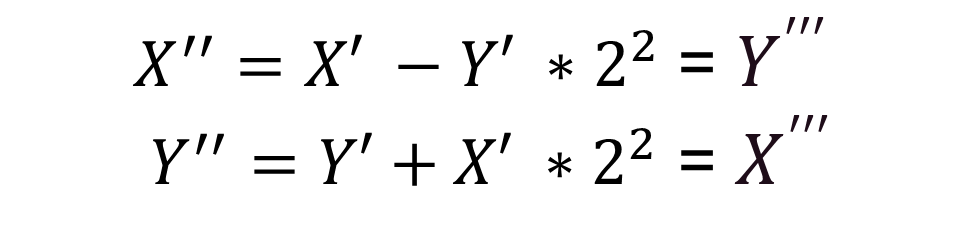 X′′ = X′ − Y′ ∗ 2² = Y′′′
Y′′ = Y′ + X′ ∗ 2² = X′′′